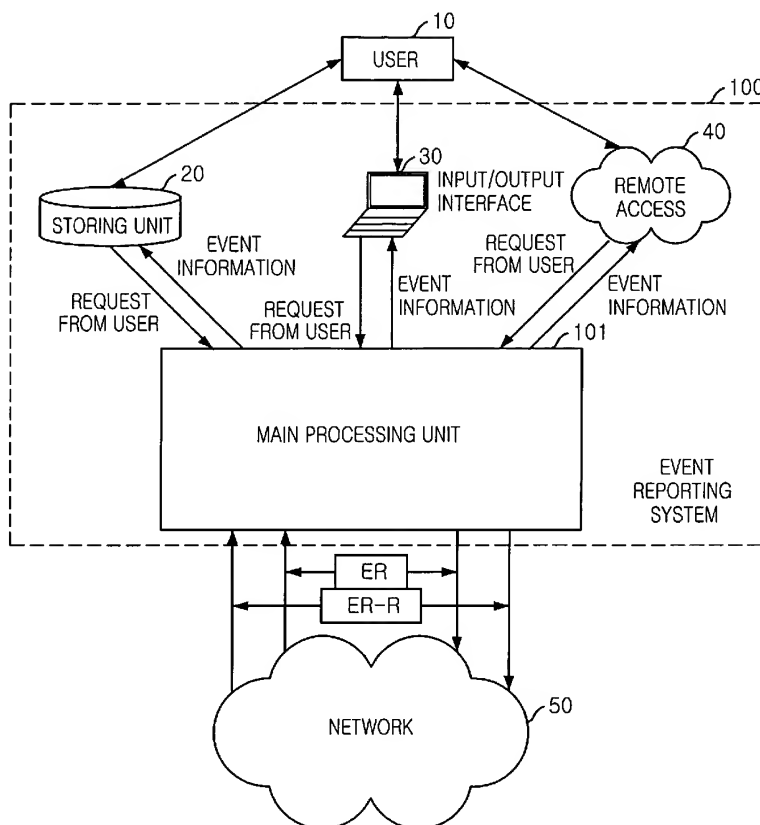 10
USER
100
20
STORING UNIT
30
INPUT/OUTPUT
INTERFACE
40
REMOTE
ACCESS
EVENT
INFORMATION
REQUEST
FROM USER
REQUEST
FROM USER
EVENT
INFORMATION
REQUEST
FROM USER
EVENT
INFORMATION
101
MAIN PROCESSING UNIT
EVENT
REPORTING
SYSTEM
ER
ER-R
NETWORK
50